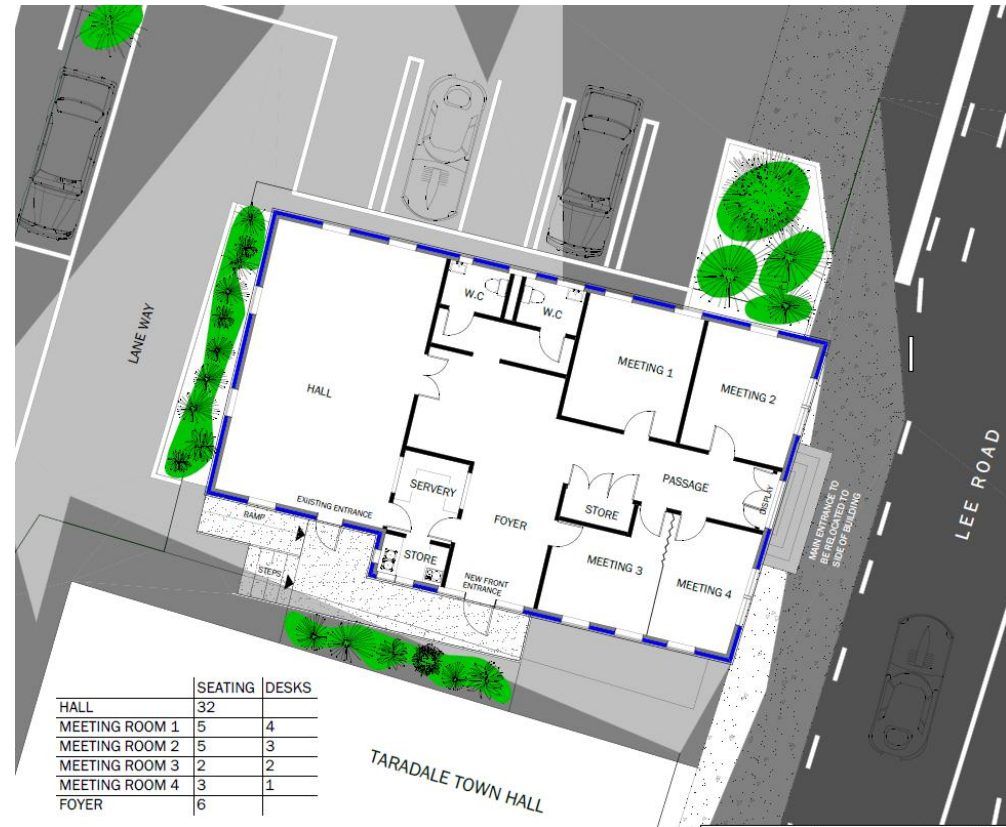 LANE WAY
W.C
W.C
HALL
MEETING 1
MEETING 2
EXISTING ENTRANCE
SERVERY
FOYER
STORE
PASSAGE
DISPLAY
MAIN ENTRANCE TO
BE RELOCATED TO
SIDE OF BUILDING
LEE ROAD
RAMP
STEPS
STORE
NEW FRONT
ENTRANCE
MEETING 3
MEETING 4
SEATING DESKS
HALL 32
MEETING ROOM 1 5 4
MEETING ROOM 2 5 3
MEETING ROOM 3 2 2
MEETING ROOM 4 3 1
FOYER 6
TARADALE TOWN HALL